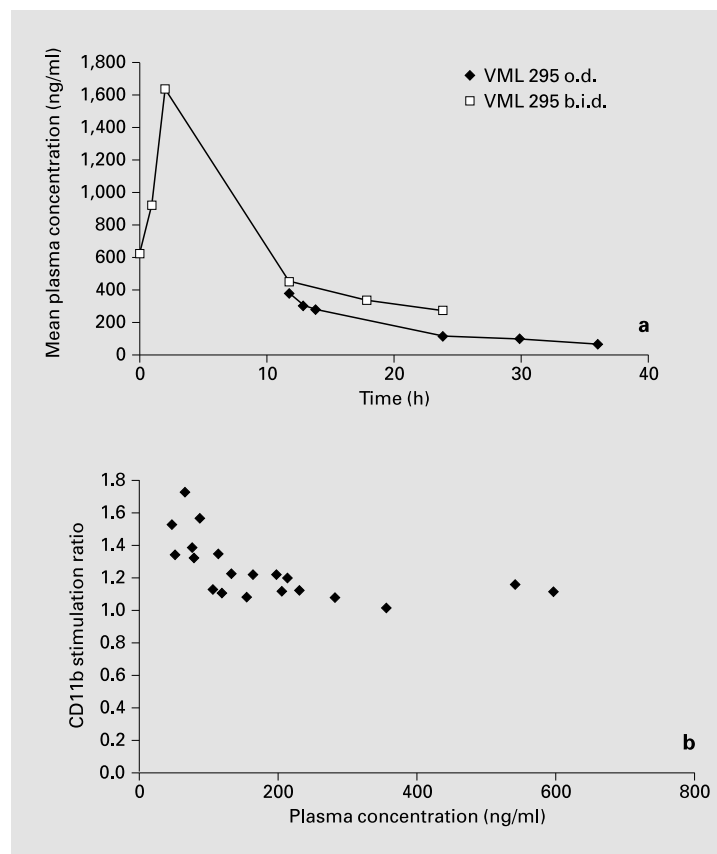 Mean plasma concentration (ng/ml)
1,800
1,600
1,400
1,200
1,000
800
600
400
200
0
0 10 20 30 40
Time (h)
VML 295 o.d.
VML 295 b.i.d.
a
CD11b stimulation ratio
1.8
1.6
1.4
1.2
1.0
0.8
0.6
0.4
0.2
0.0
0 200 400 600 800
Plasma concentration (ng/ml)
b